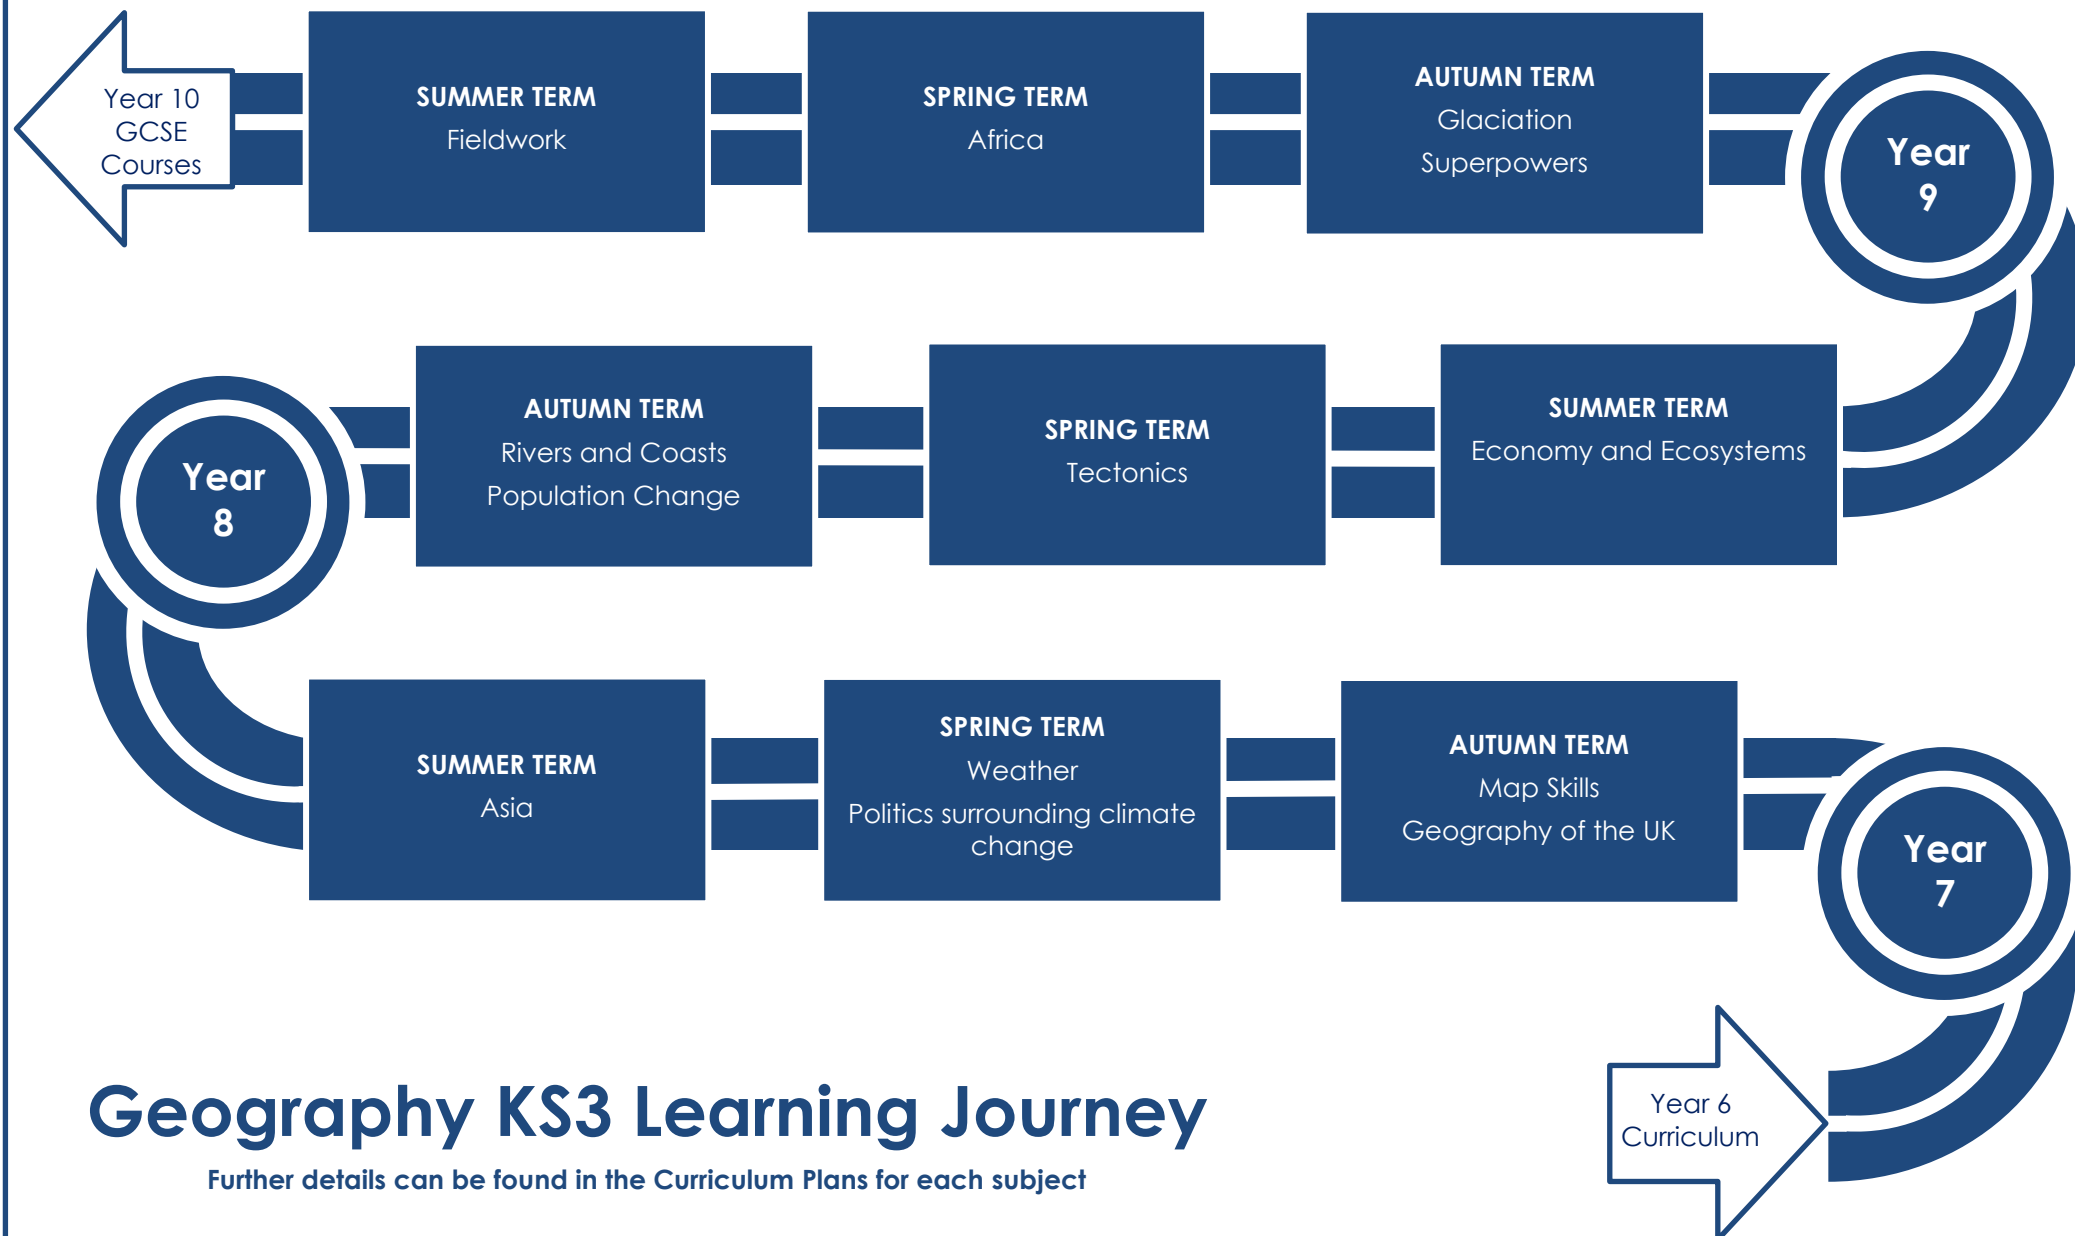 Year 10
GCSE
Courses
SUMMER TERM
Fieldwork
SPRING TERM
Africa
AUTUMN TERM
Glaciation
Superpowers
Year
9
Year
8
AUTUMN TERM
Rivers and Coasts
Population Change
SPRING TERM
Tectonics
SUMMER TERM
Economy and Ecosystems
SUMMER TERM
Asia
SPRING TERM
Weather
Politics surrounding climate
change
AUTUMN TERM
Map Skills
Geography of the UK
Year
7
Geography KS3 Learning Journey
Further details can be found in the Curriculum Plans for each subject
Year 6
Curriculum